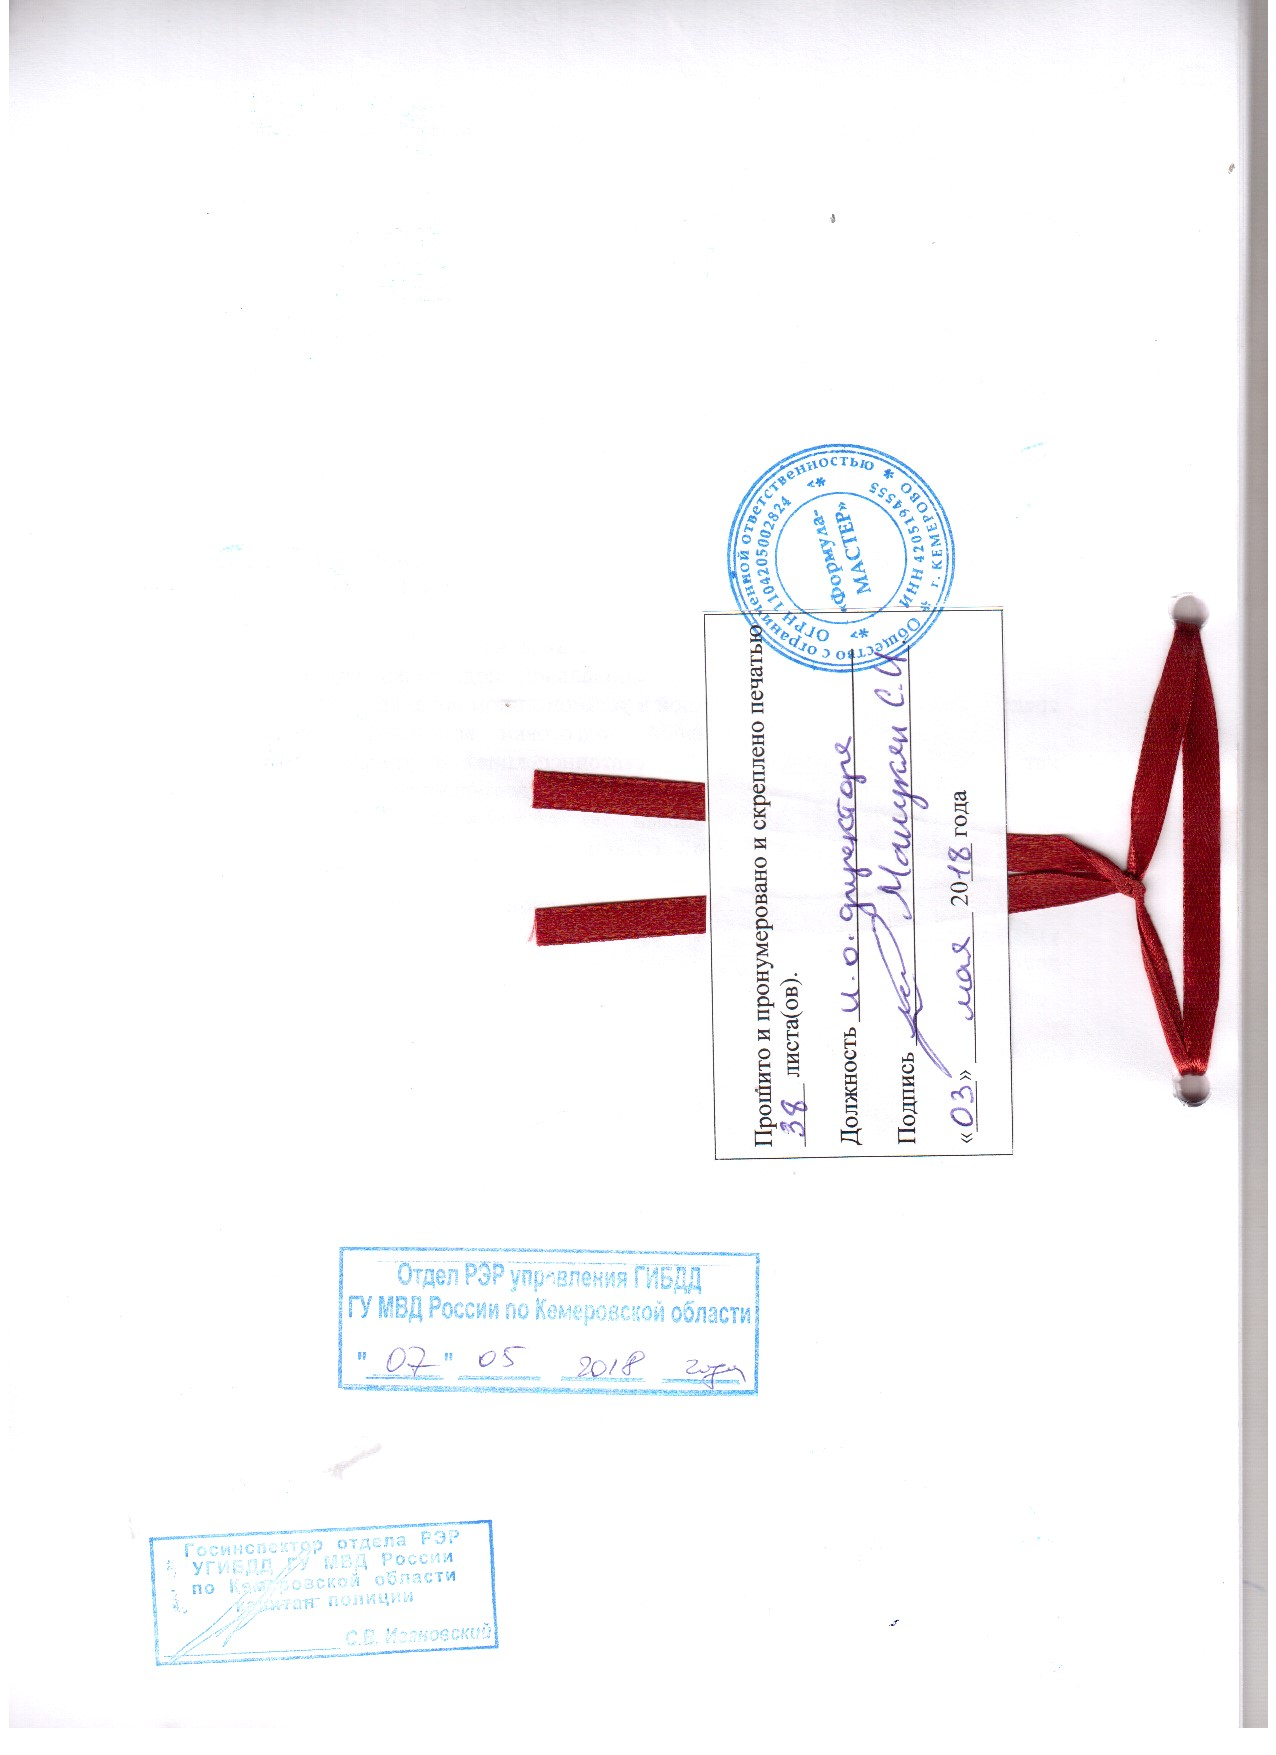 Общество с ограниченной ответственностью * г. КЕМЕРОВО *
ОГРН 1104205002824 * ИНН 4205194555 *
«Формула-
МАСТЕР»
Прошито и пронумеровано и скреплено печатью
38 листа(ов).
Должность и.о. директора
Подпись С.И.
«03» мая 2018 года
Отдел РЭР управления ГИБДД
ГУ МВД России по Кемеровской области
"07" 05 2018 года
Госинспектор отдела РЭР
УГИБДД ГУ МВД России
по Кемеровской области
капитан полиции
С.В.